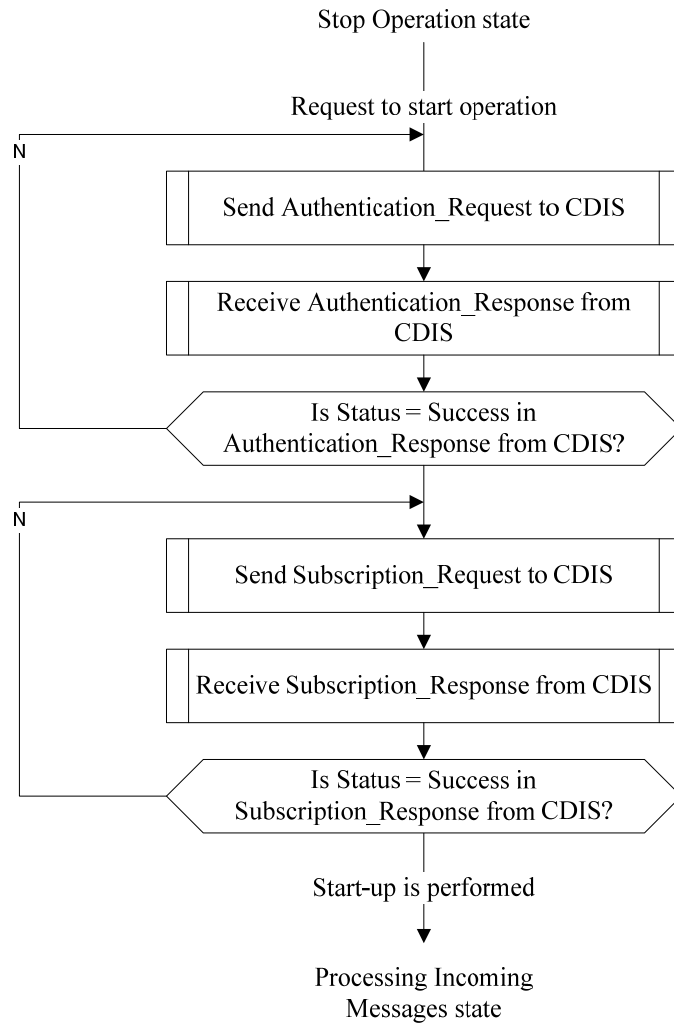 Stop Operation state
Request to start operation
N
Send Authentication_Request to CDIS
Receive Authentication_Response from
CDIS
Is Status = Success in
Authentication_Response from CDIS?
N
Send Subscription_Request to CDIS
Receive Subscription_Response from CDIS
Is Status = Success in
Subscription_Response from CDIS?
Start-up is performed
Processing Incoming
Messages state